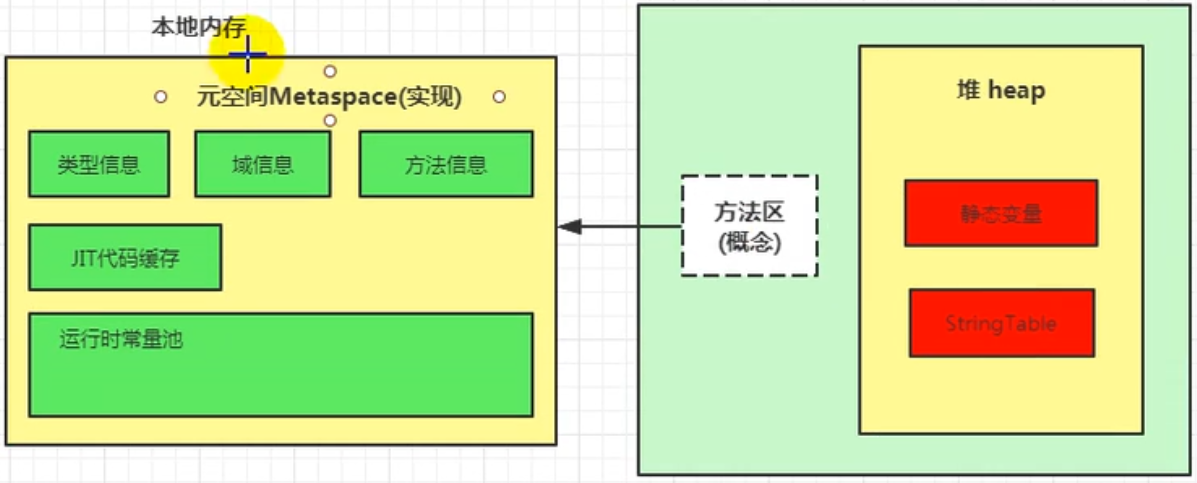 本地内存
元空间Metaspace(实现)
类型信息
域信息
方法信息
JIT代码缓存
运行时常量池
方法区
(概念)
堆 heap
静态变量
StringTable